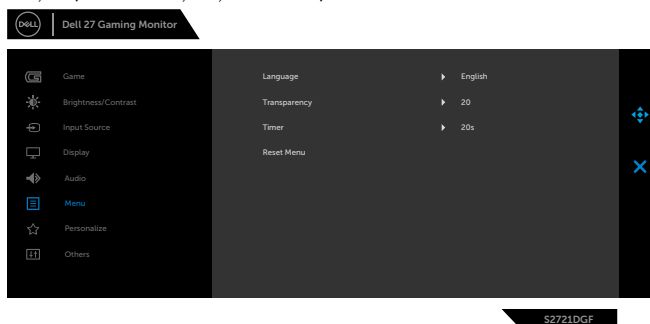 DELL
Dell 27 Gaming Monitor
Game
Brightness/Contrast
Input Source
Display
Audio
Menu
Personalize
Others
Language English
Transparency 20
Timer 20s
Reset Menu
S2721DGF